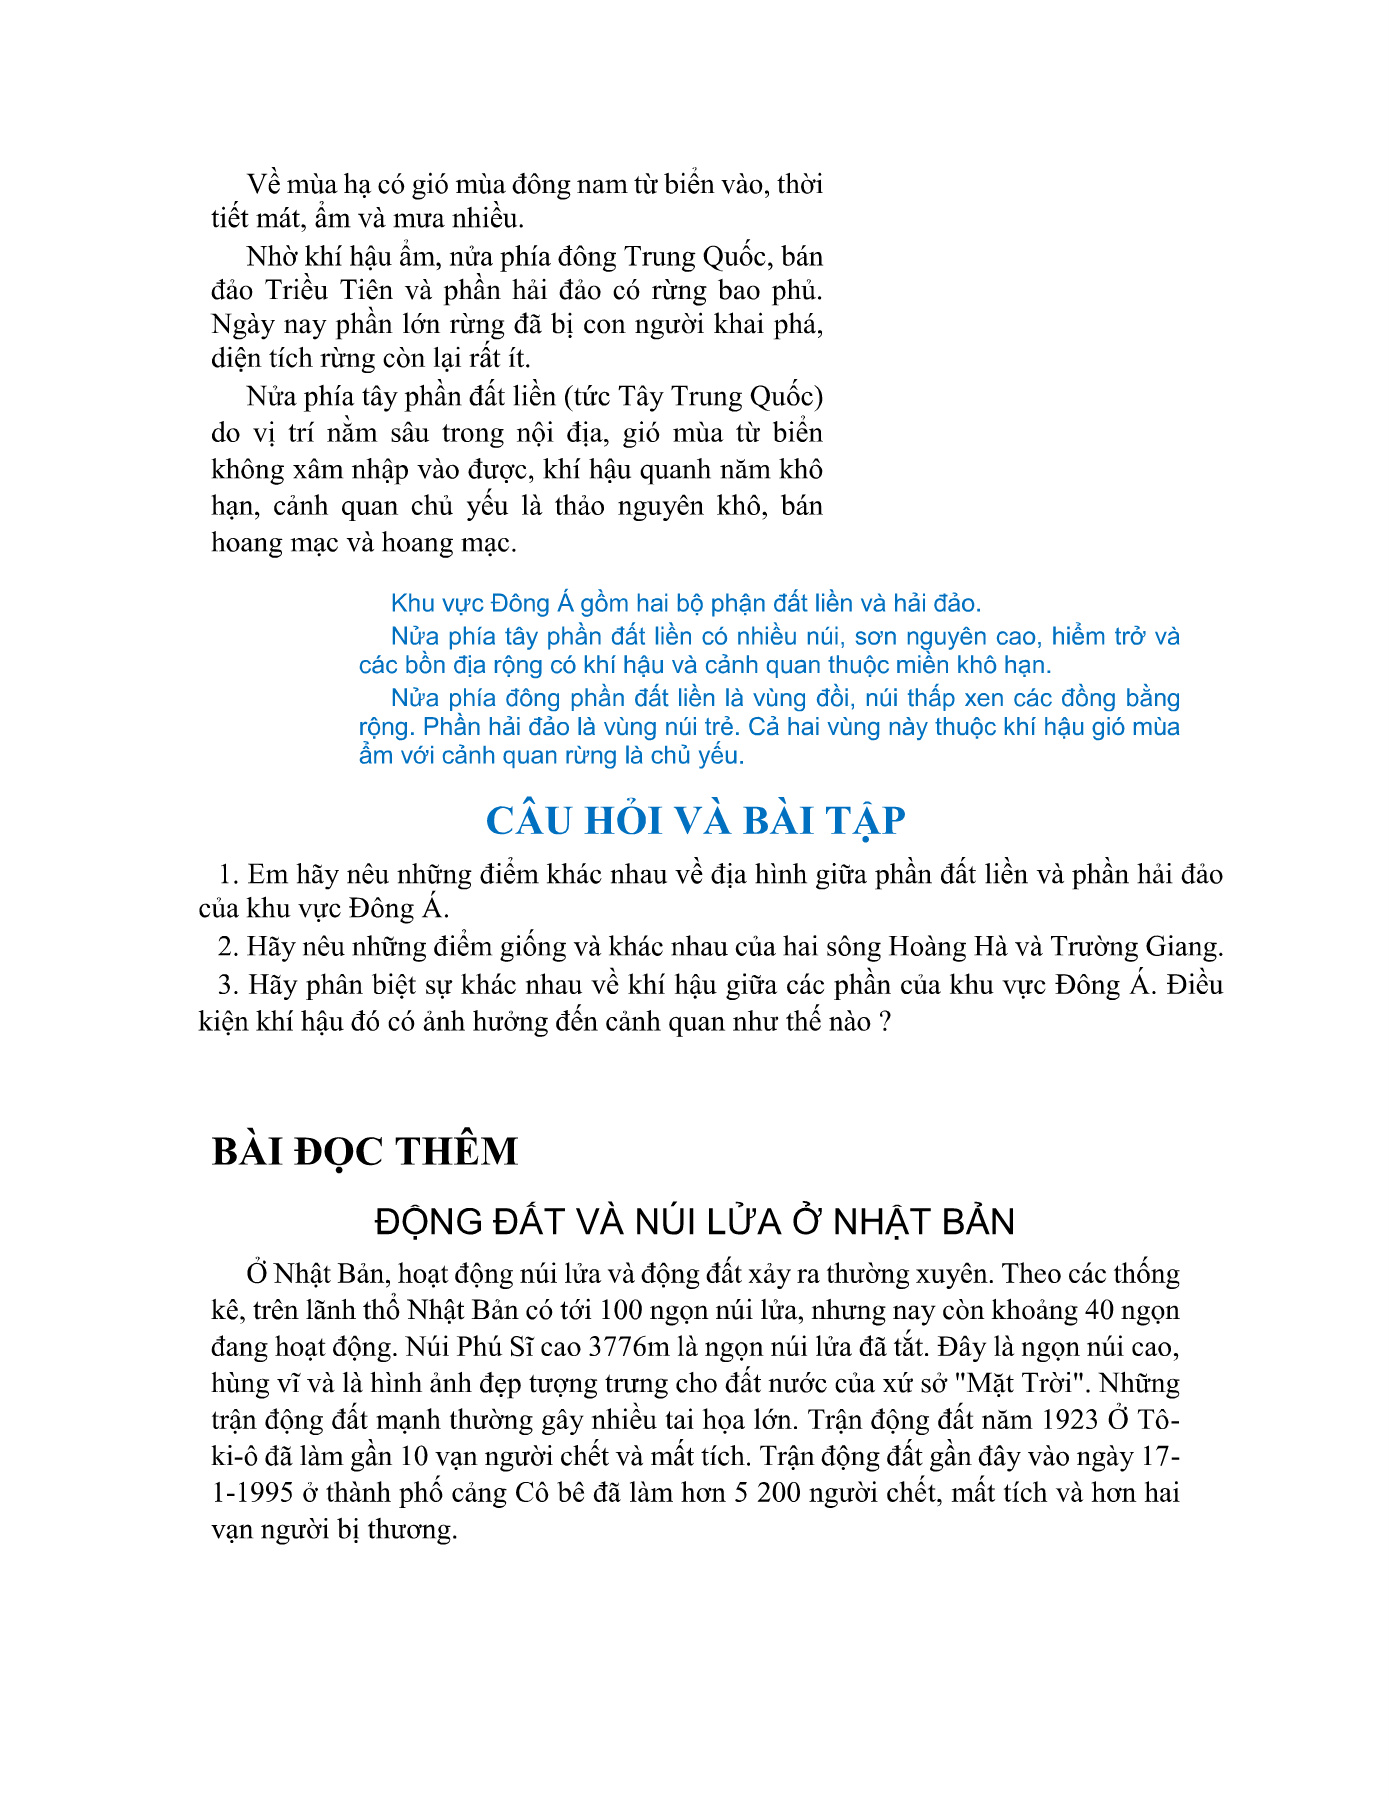 Về mùa hạ có gió mùa đông nam từ biển vào, thời
tiết mát, ẩm và mưa nhiều.
Nhờ khí hậu ẩm, nửa phía đông Trung Quốc, bán
đảo Triều Tiên và phần hải đảo có rừng bao phủ.
Ngày nay phần lớn rừng đã bị con người khai phá,
diện tích rừng còn lại rất ít.
Nửa phía tây phần đất liền (tức Tây Trung Quốc)
do vị trí nằm sâu trong nội địa, gió mùa từ biển
không xâm nhập vào được, khí hậu quanh năm khô
hạn, cảnh quan chủ yếu là thảo nguyên khô, bán
hoang mạc và hoang mạc.
Khu vực Đông Á gồm hai bộ phận đất liền và hải đảo.
Nửa phía tây phần đất liền có nhiều núi, sơn nguyên cao, hiểm trở và
các bồn địa rộng có khí hậu và cảnh quan thuộc miền khô hạn.
Nửa phía đông phần đất liền là vùng đồi, núi thấp xen các đồng bằng
rộng. Phần hải đảo là vùng núi trẻ. Cả hai vùng này thuộc khí hậu gió mùa
ẩm với cảnh quan rừng là chủ yếu.
CÂU HỎI VÀ BÀI TẬP
1. Em hãy nêu những điểm khác nhau về địa hình giữa phần đất liền và phần hải đảo
của khu vực Đông Á.
2. Hãy nêu những điểm giống và khác nhau của hai sông Hoàng Hà và Trường Giang.
3. Hãy phân biệt sự khác nhau về khí hậu giữa các phần của khu vực Đông Á. Điều
kiện khí hậu đó có ảnh hưởng đến cảnh quan như thế nào ?
BÀI ĐỌC THÊM
ĐỘNG ĐẤT VÀ NÚI LỬA Ở NHẬT BẢN
Ở Nhật Bản, hoạt động núi lửa và động đất xảy ra thường xuyên. Theo các thống
kê, trên lãnh thổ Nhật Bản có tới 100 ngọn núi lửa, nhưng nay còn khoảng 40 ngọn
đang hoạt động. Núi Phú Sĩ cao 3776m là ngọn núi lửa đã tắt. Đây là ngọn núi cao,
hùng vĩ và là hình ảnh đẹp tượng trưng cho đất nước của xứ sở "Mặt Trời". Những
trận động đất mạnh thường gây nhiều tai họa lớn. Trận động đất năm 1923 Ở Tô-
ki-ô đã làm gần 10 vạn người chết và mất tích. Trận động đất gần đây vào ngày 17-
1-1995 ở thành phố cảng Cô bê đã làm hơn 5 200 người chết, mất tích và hơn hai
vạn người bị thương.